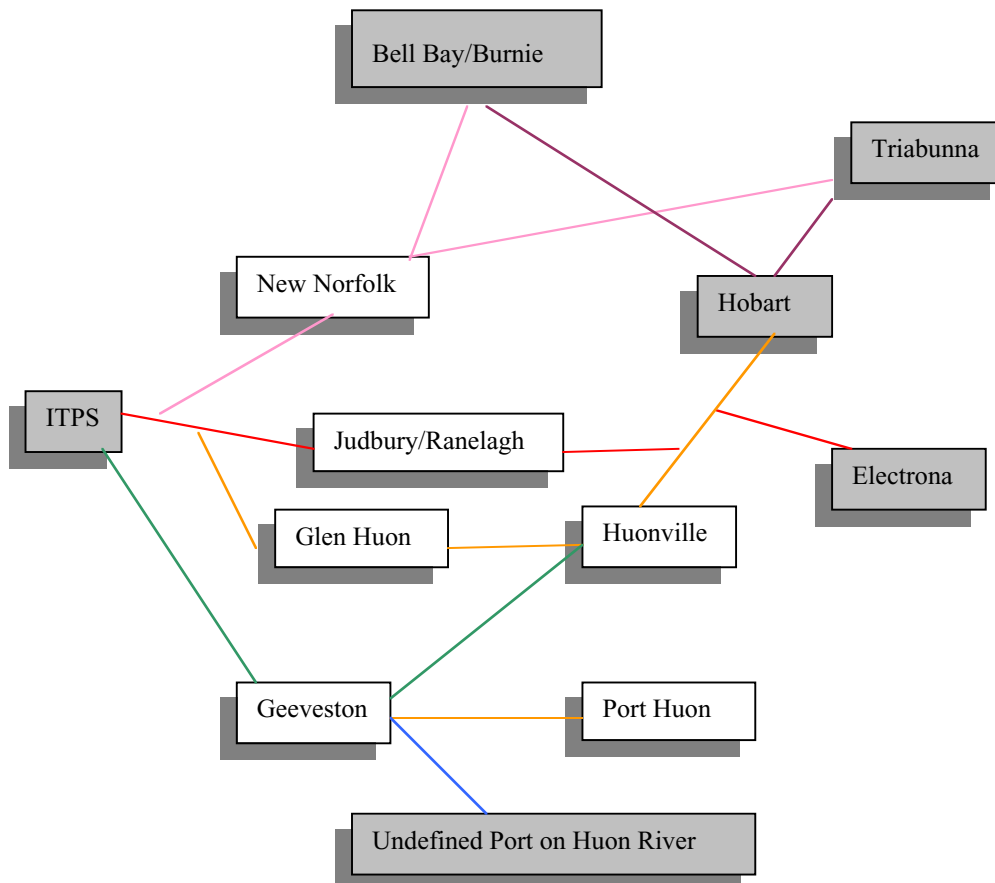 Bell Bay/Burnie
Triabunna
New Norfolk
Hobart
ITPS
Judbury/Ranelagh
Electrona
Glen Huon
Huonville
Geeveston
Port Huon
Undefined Port on Huon River